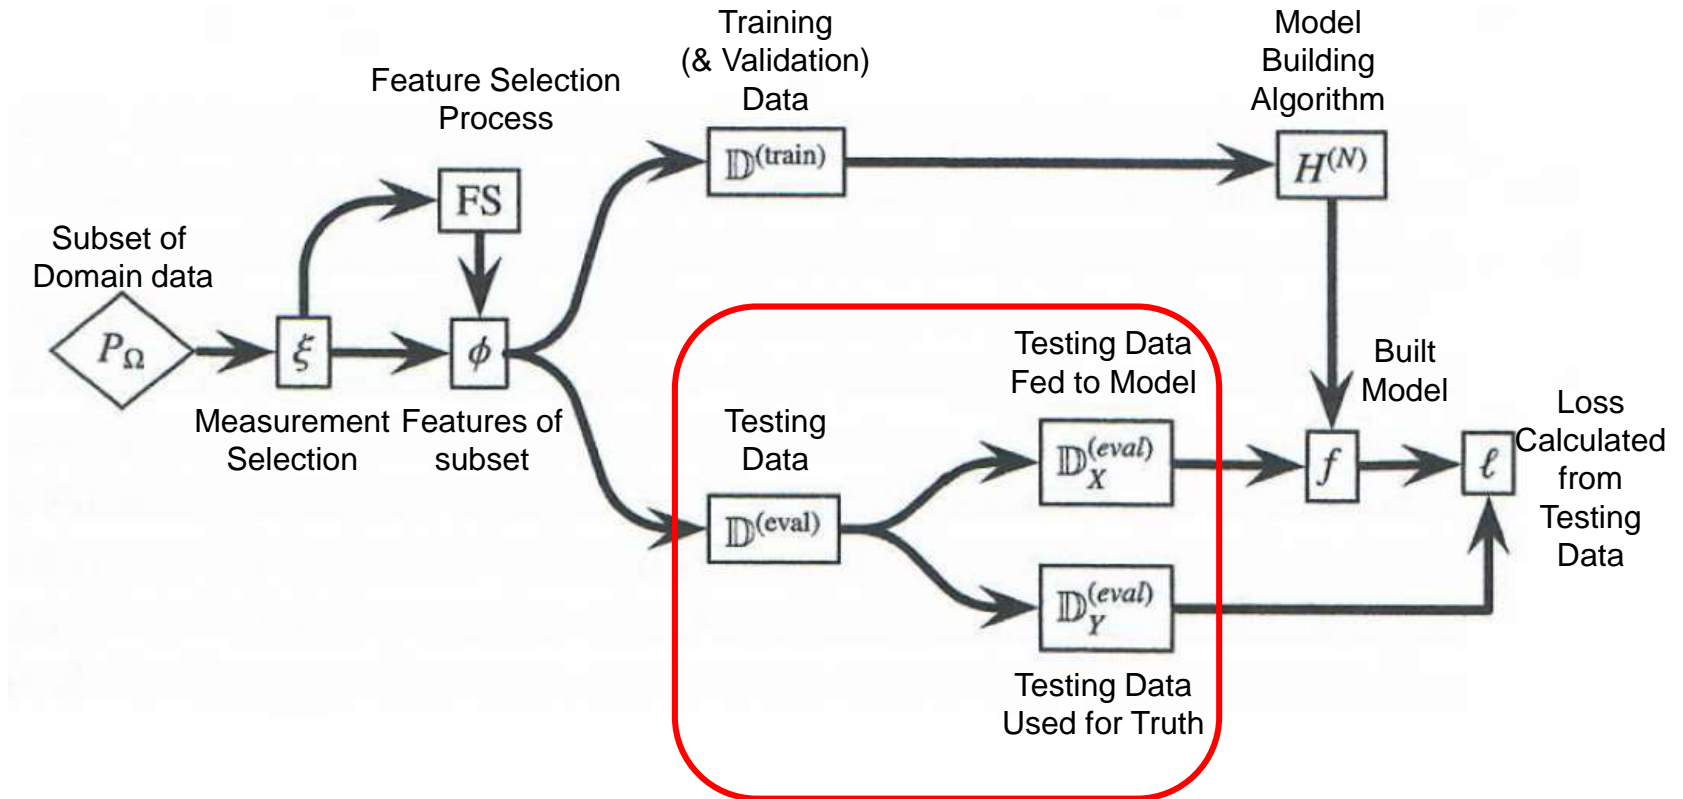 Training
(& Validation)
Data
Model
Building
Algorithm
Feature Selection
Process
𝔻(train)
H(N)
FS
Subset of
Domain data
PΩ
ξ
ϕ
Measurement
Selection
Features of
subset
Testing Data
Fed to Model
Built
Model
Testing
Data
𝔻X(eval)
f
ℓ
Loss
Calculated
from
Testing
Data
𝔻(eval)
𝔻Y(eval)
Testing Data
Used for Truth